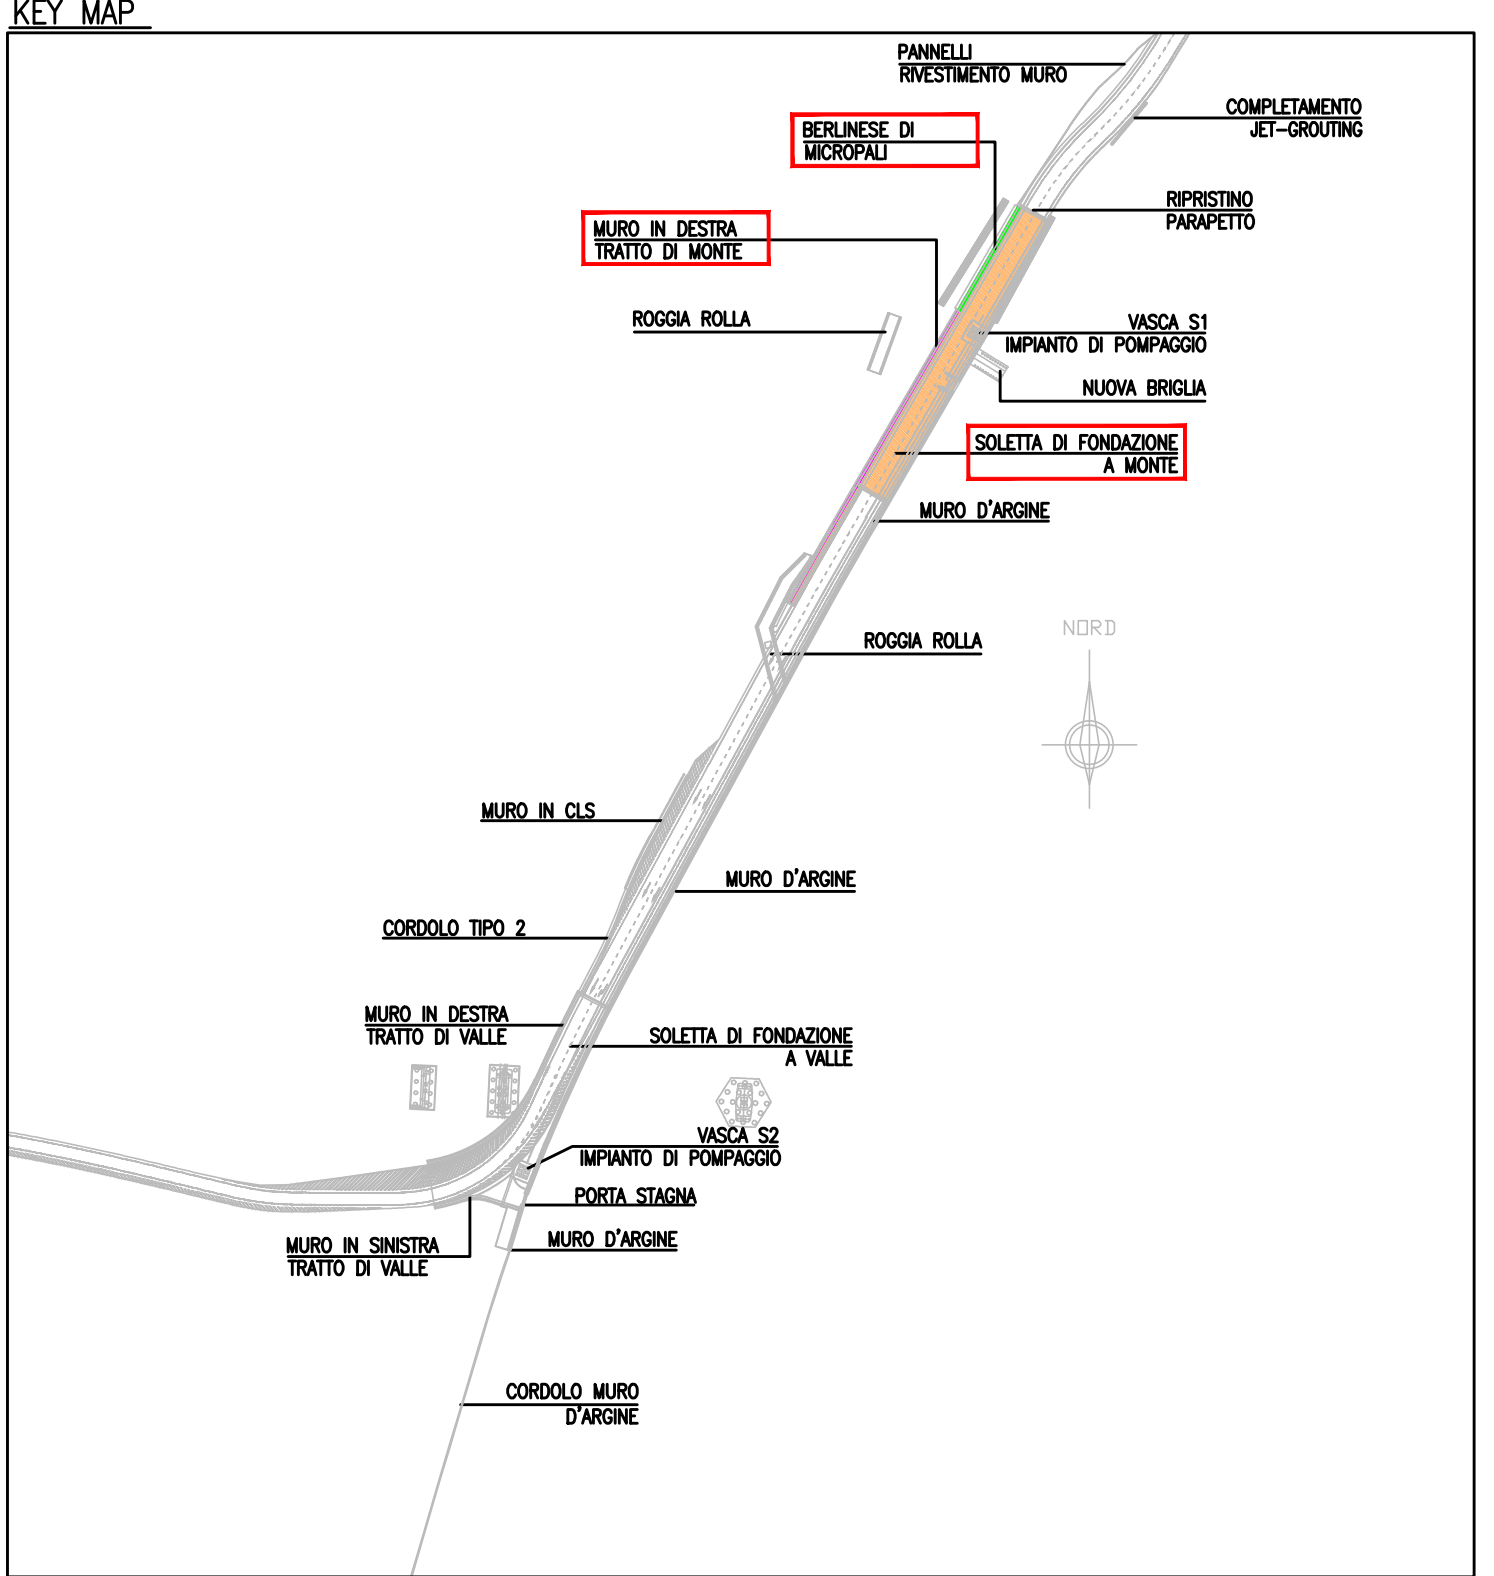 KEY MAP
PANNELLI
RIVESTIMENTO MURO
COMPLETAMENTO
JET-GROUTING
BERLINESE DI
MICROPALI
RIPRISTINO
PARAPETTO
MURO IN DESTRA
TRATTO DI MONTE
ROGGIA ROLLA
VASCA S1
IMPIANTO DI POMPAGGIO
NUOVA BRIGLIA
SOLETTA DI FONDAZIONE
A MONTE
MURO D'ARGINE
NORD
ROGGIA ROLLA
MURO IN CLS
MURO D'ARGINE
CORDOLO TIPO 2
MURO IN DESTRA
TRATTO DI VALLE
SOLETTA DI FONDAZIONE
A VALLE
VASCA S2
IMPIANTO DI POMPAGGIO
PORTA STAGNA
MURO D'ARGINE
MURO IN SINISTRA
TRATTO DI VALLE
CORDOLO MURO
D'ARGINE